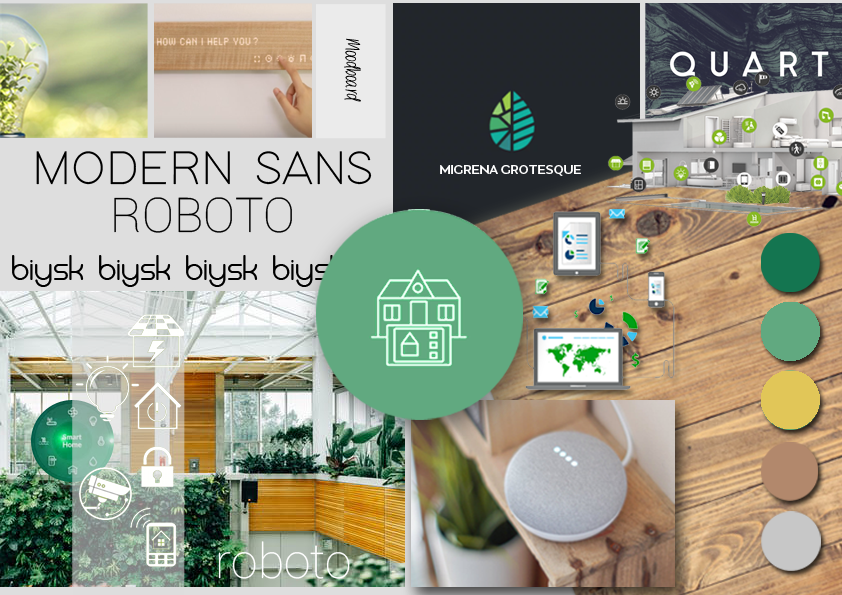 HOW CAN I HELP YOU?
Moodboard
QUART
MIGRENA GROTESQUE
MODERN SANS
ROBOTO
biysk biysk biysk biysk
Smart
Home
$
roboto